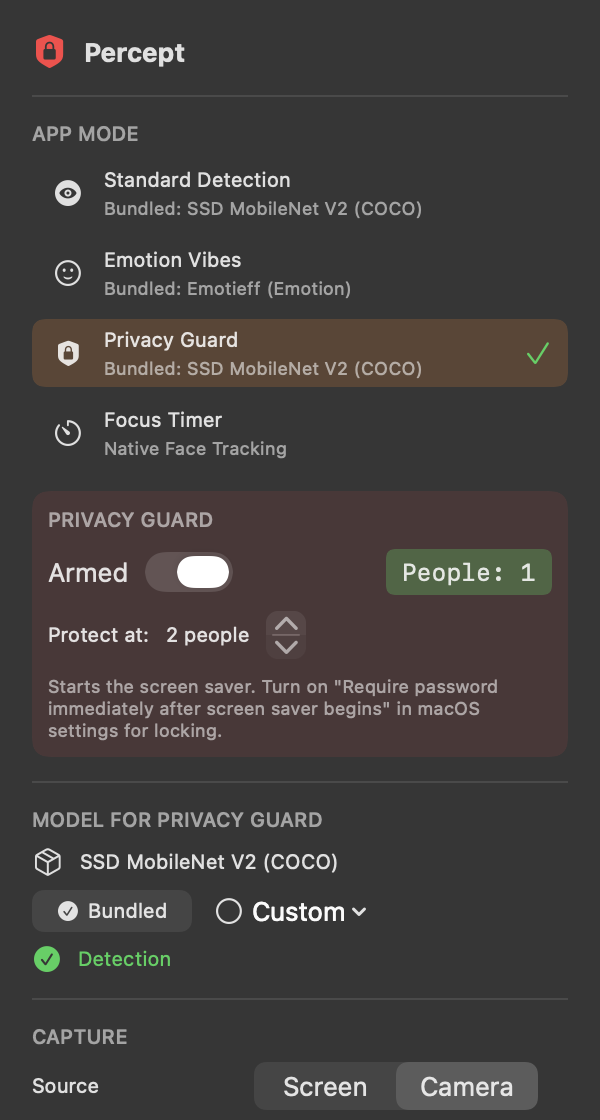 Percept
APP MODE
Standard Detection
Bundled: SSD MobileNet V2 (COCO)
Emotion Vibes
Bundled: Emotieff (Emotion)
Privacy Guard
Bundled: SSD MobileNet V2 (COCO)
Focus Timer
Native Face Tracking
PRIVACY GUARD
Armed
People: 1
Protect at: 2 people
Starts the screen saver. Turn on "Require password
immediately after screen saver begins" in macOS
settings for locking.
MODEL FOR PRIVACY GUARD
SSD MobileNet V2 (COCO)
Bundled
Custom
Detection
CAPTURE
Source
Screen
Camera